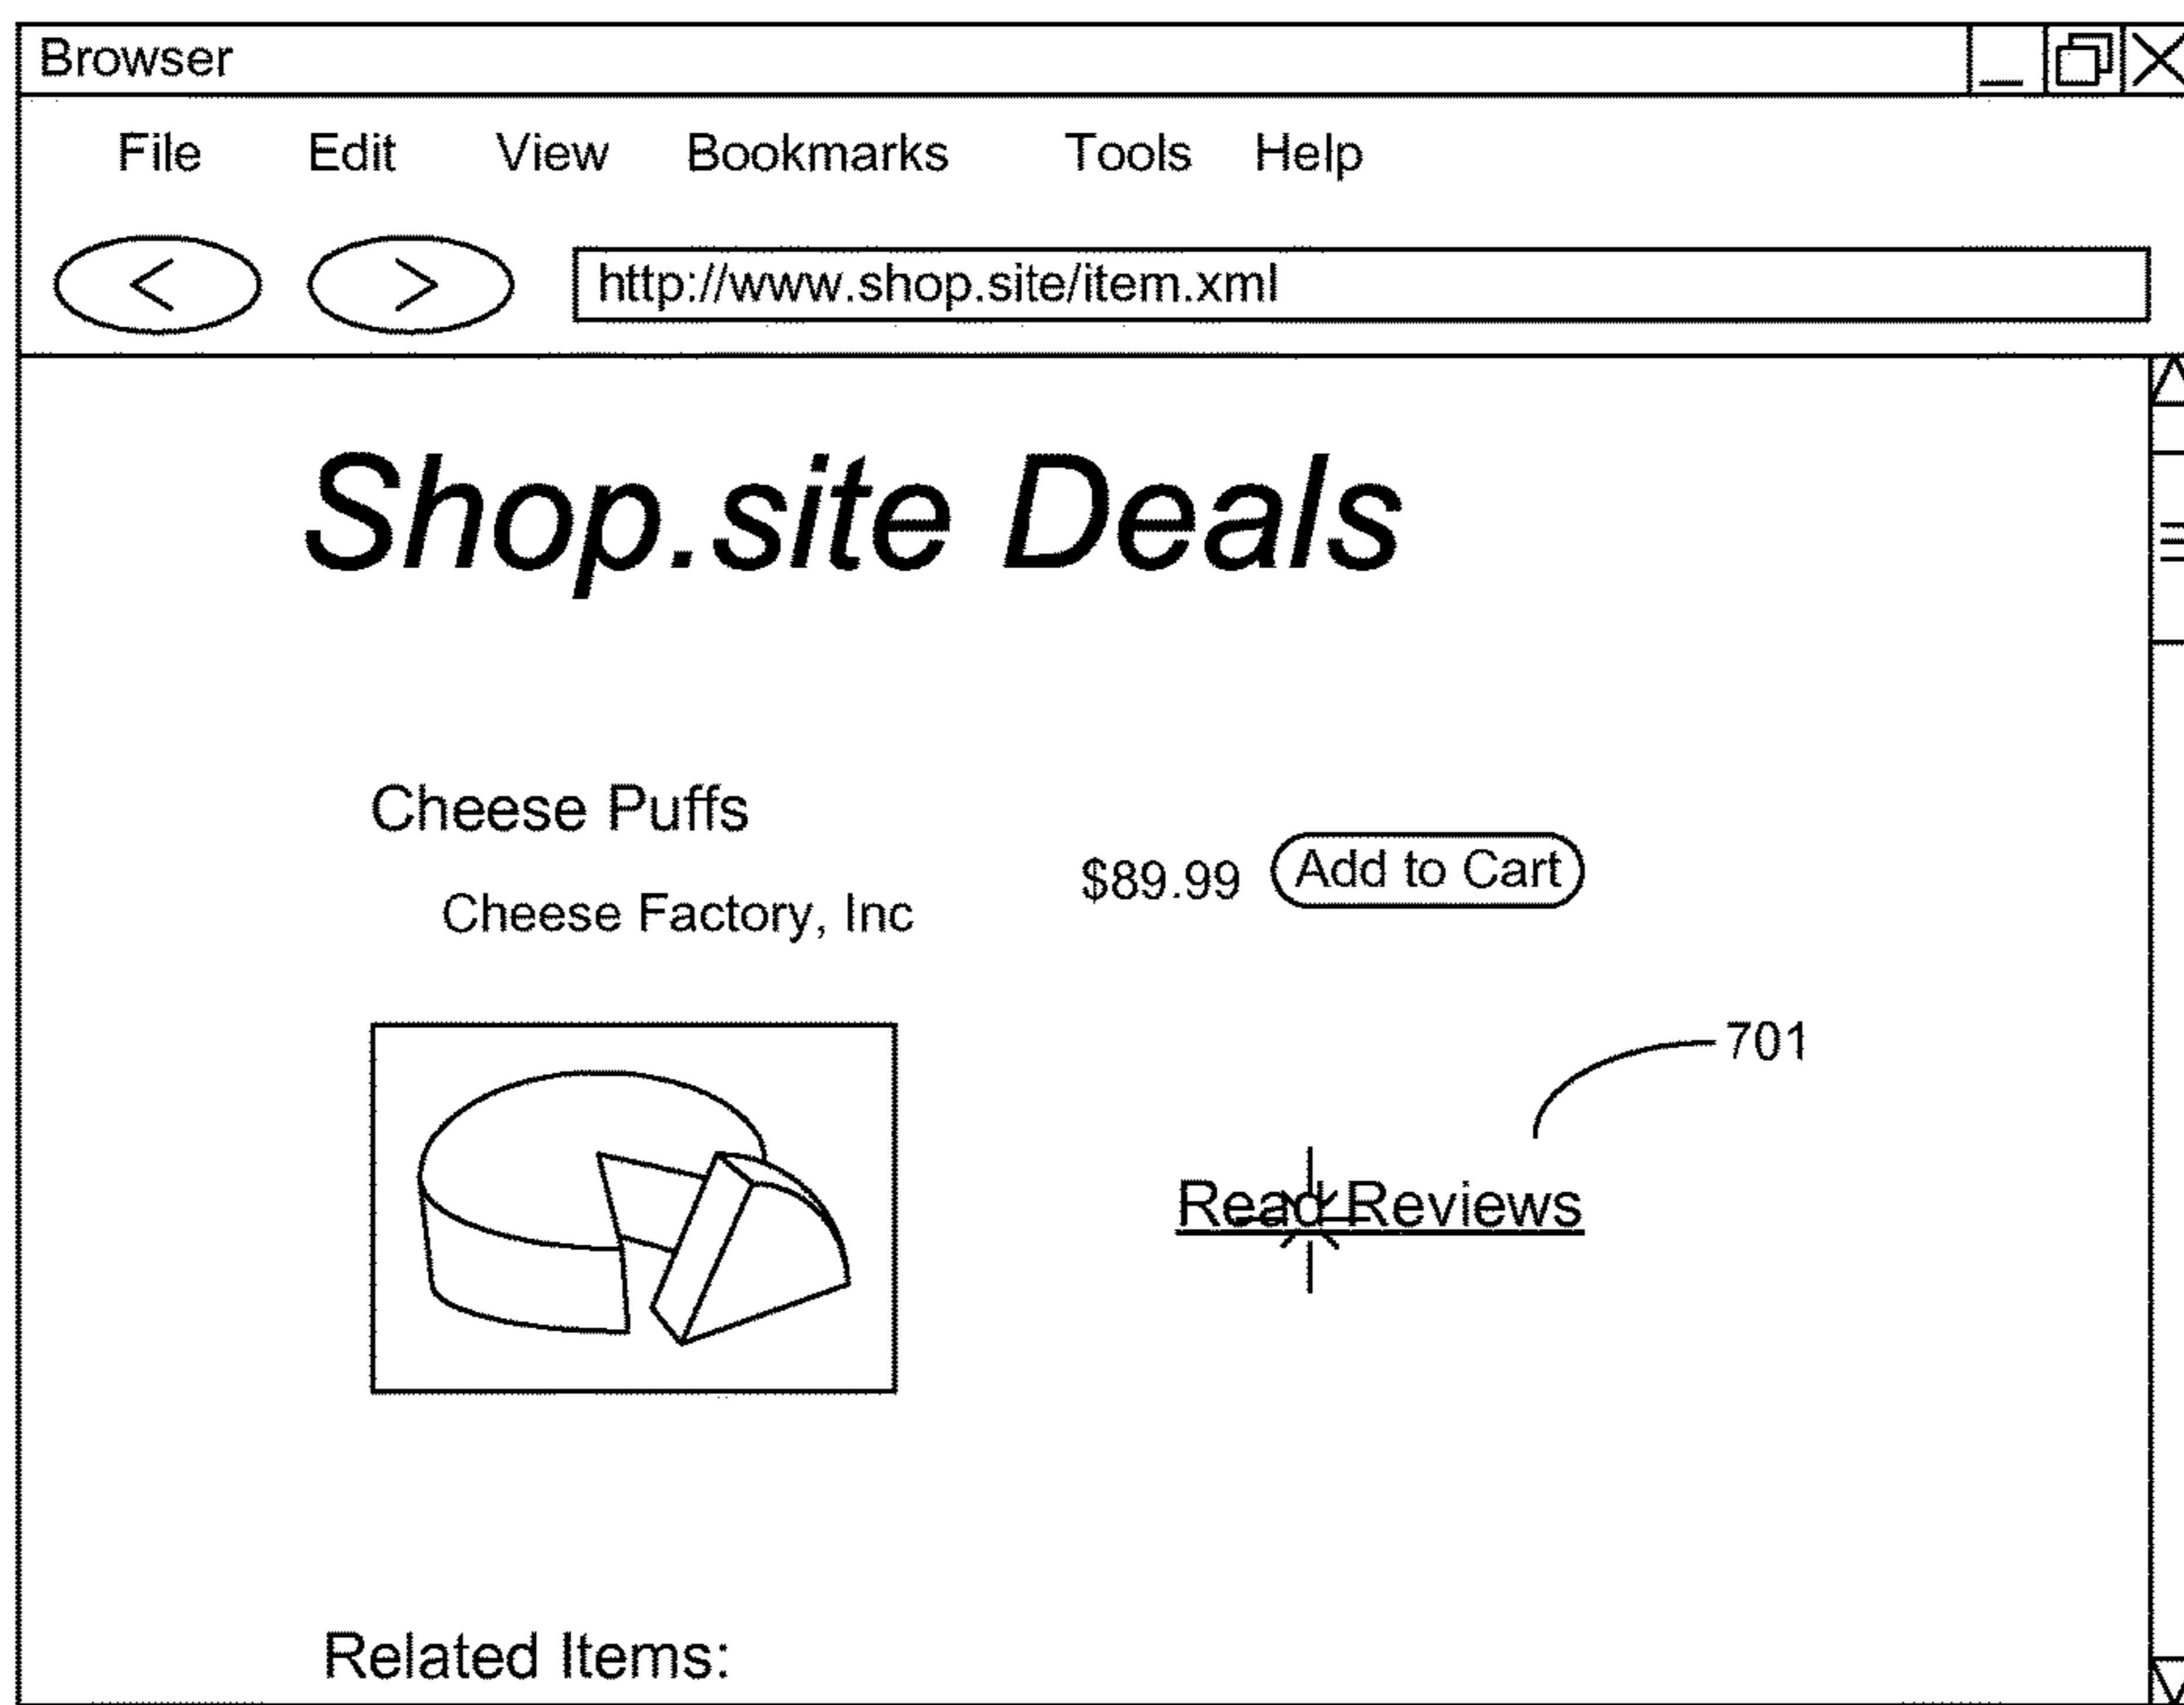 Browser
File Edit View Bookmarks Tools Help
< > http://www.shop.site/item.xml
Shop.site Deals
Cheese Puffs
Cheese Factory, Inc
$89.99 Add to Cart
701
Read Reviews
Related Items: